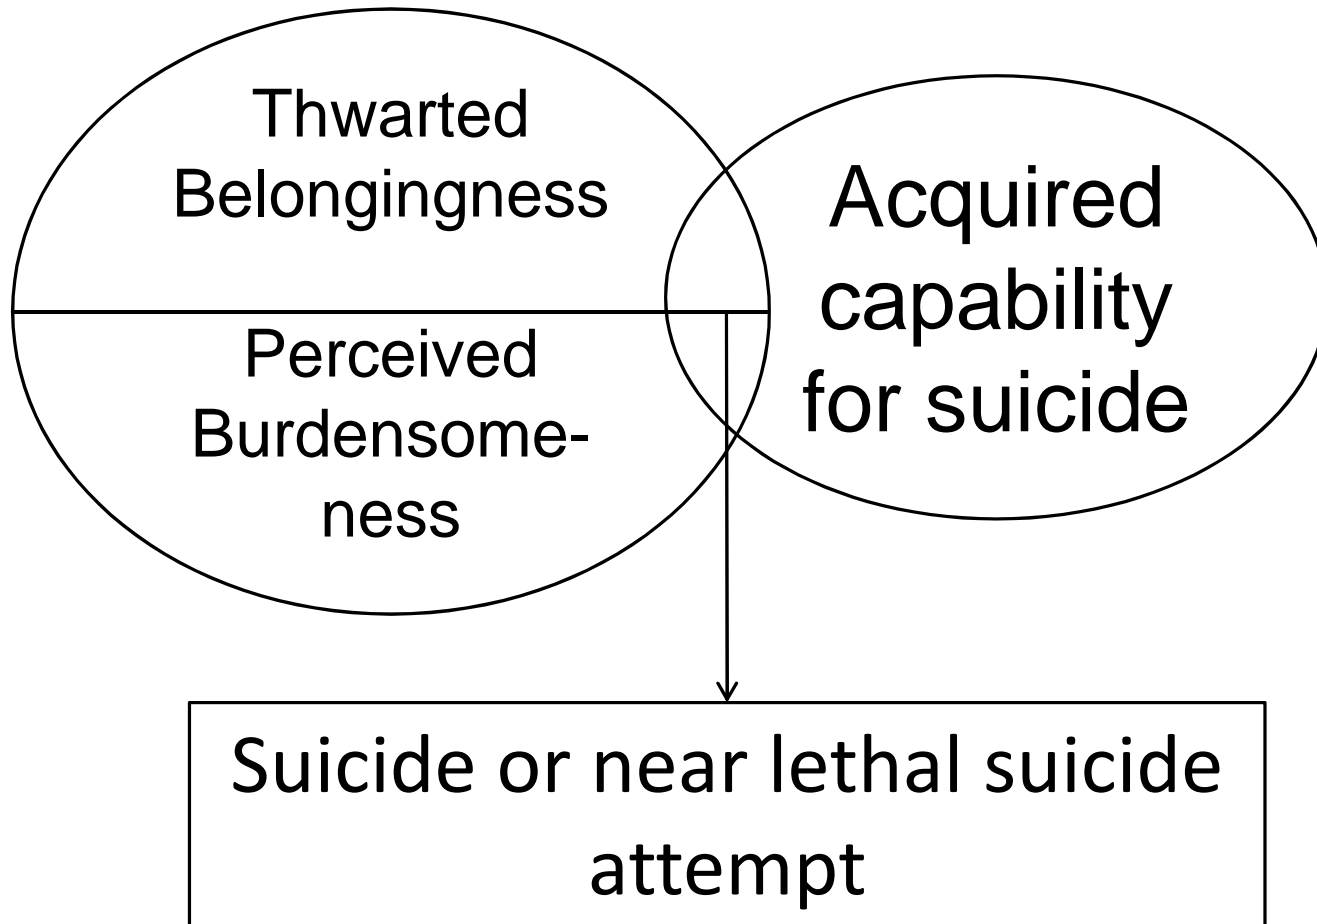 Thwarted
Belongingness
Perceived
Burdensome-
ness
Acquired
capability
for suicide
Suicide or near lethal suicide
attempt